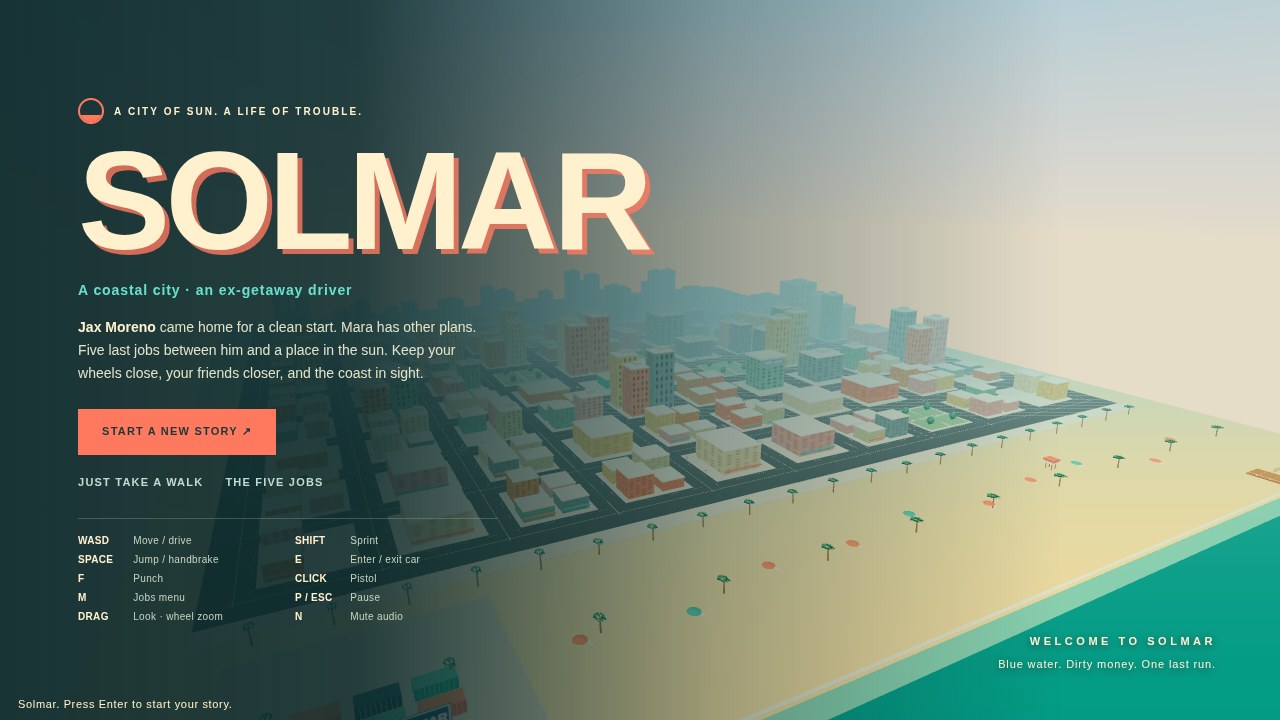 A CITY OF SUN. A LIFE OF TROUBLE.
SOLMAR
A coastal city · an ex-getaway driver
Jax Moreno came home for a clean start. Mara has other plans.
Five last jobs between him and a place in the sun. Keep your
wheels close, your friends closer, and the coast in sight.
START A NEW STORY ↗
JUST TAKE A WALK THE FIVE JOBS
WASD Move / drive SHIFT Sprint
SPACE Jump / handbrake E Enter / exit car
F Punch CLICK Pistol
M Jobs menu P / ESC Pause
DRAG Look · wheel zoom N Mute audio
WELCOME TO SOLMAR
Blue water. Dirty money. One last run.
Solmar. Press Enter to start your story.